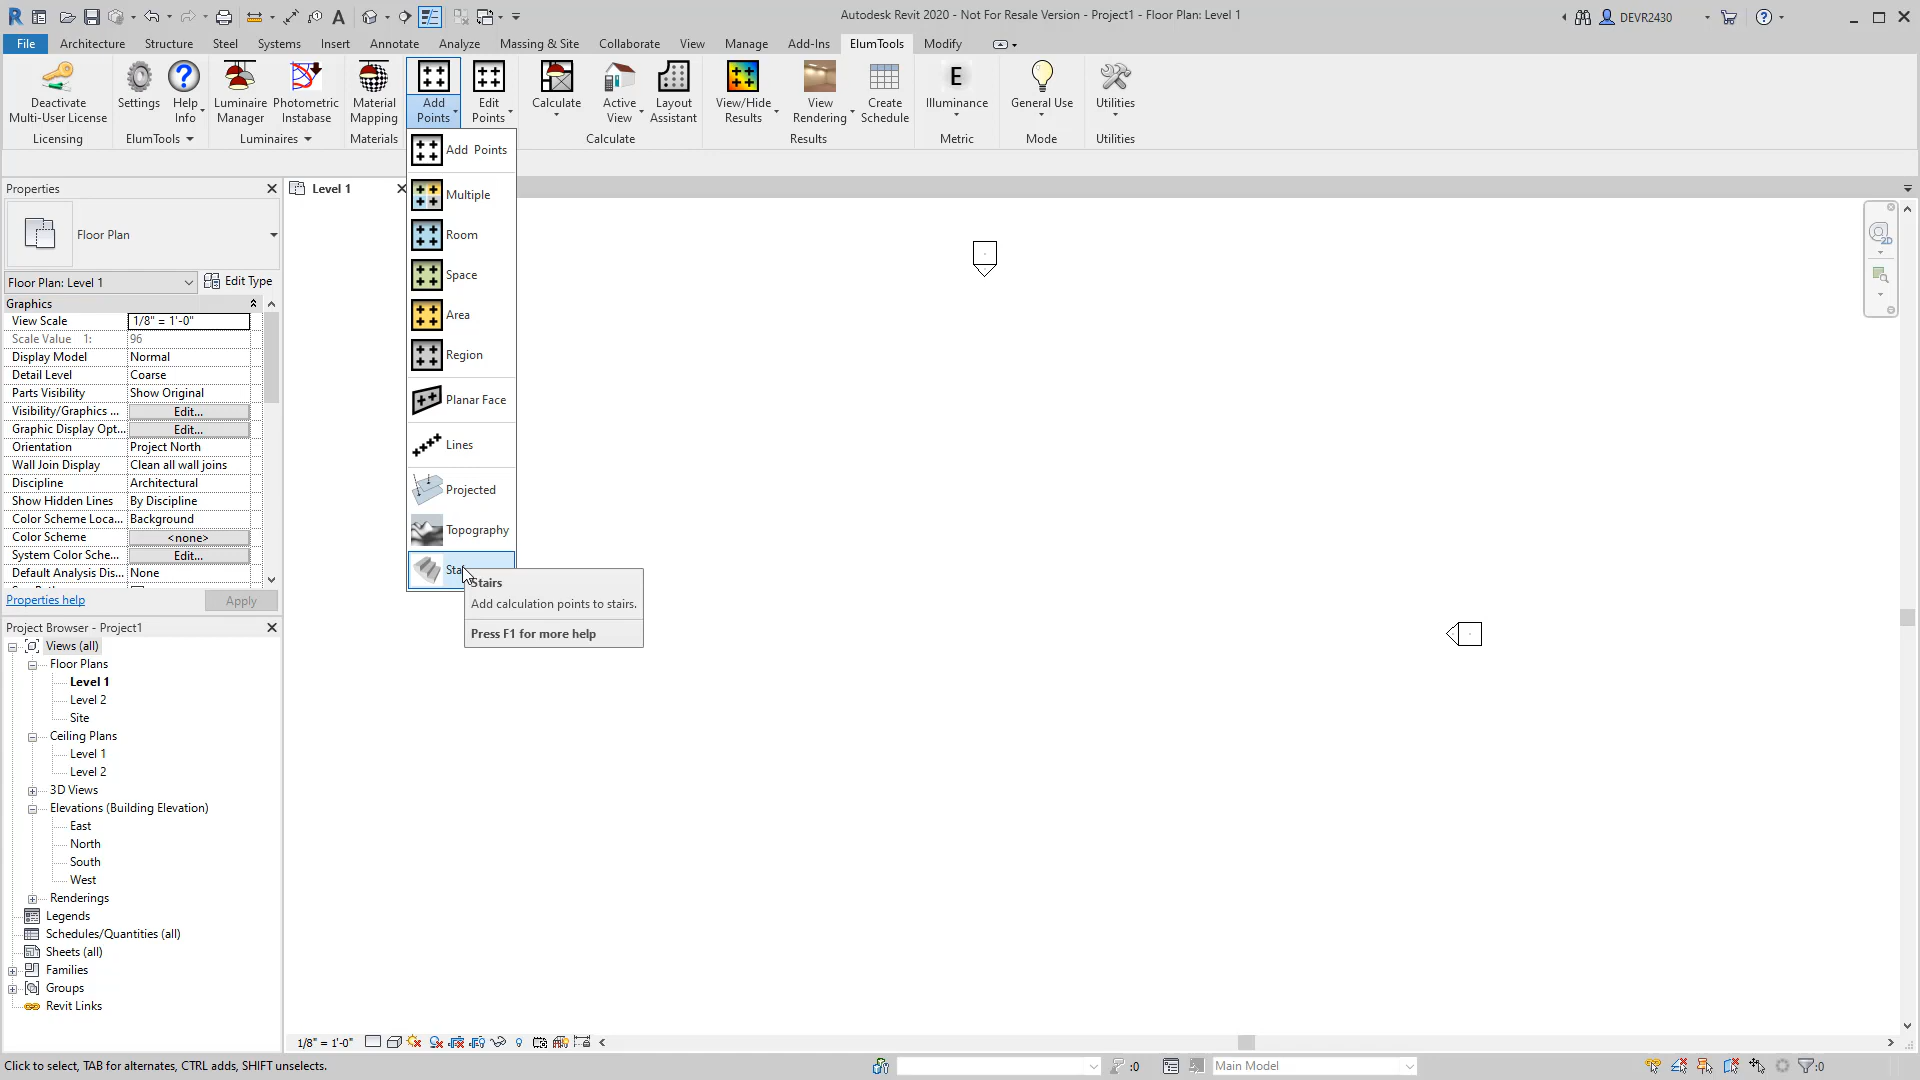 Autodesk Revit 2020 - Not For Resale Version - Project1 - Floor Plan: Level 1
DEVR2430
File Architecture Structure Steel Systems Insert Annotate Analyze Massing & Site Collaborate View Manage Add-Ins ElumTools Modify
Deactivate
Multi-User License
Settings
Help
Info
Luminaire
Manager
Photometric
Instabase
Material
Mapping
Add
Points
Edit
Points
Calculate
Active
View
Layout
Assistant
View/Hide
Results
View
Rendering
Create
Schedule
E
Illuminance
General Use
Utilities
Licensing
ElumTools
Luminaires
Materials
Calculate
Results
Metric
Mode
Utilities
Add Points
Multiple
Room
Space
Area
Region
Planar Face
Lines
Projected
Topography
Sta
Stairs
Add calculation points to stairs.
Press F1 for more help
Properties
Level 1
Floor Plan
Floor Plan: Level 1
Edit Type
Graphics
View Scale 1/8" = 1'-0"
Scale Value 1: 96
Display Model Normal
Detail Level Coarse
Parts Visibility Show Original
Visibility/Graphics ... Edit...
Graphic Display Opt... Edit...
Orientation Project North
Wall Join Display Clean all wall joins
Discipline Architectural
Show Hidden Lines By Discipline
Color Scheme Loca... Background
Color Scheme <none>
System Color Sche... Edit...
Default Analysis Dis... None
Properties help Apply
Project Browser - Project1
Views (all)
Floor Plans
Level 1
Level 2
Site
Ceiling Plans
Level 1
Level 2
3D Views
Elevations (Building Elevation)
East
North
South
West
Renderings
Legends
Schedules/Quantities (all)
Sheets (all)
Families
Groups
Revit Links
2D
1/8" = 1'-0"
Click to select, TAB for alternates, CTRL adds, SHIFT unselects.
:0
Main Model
:0